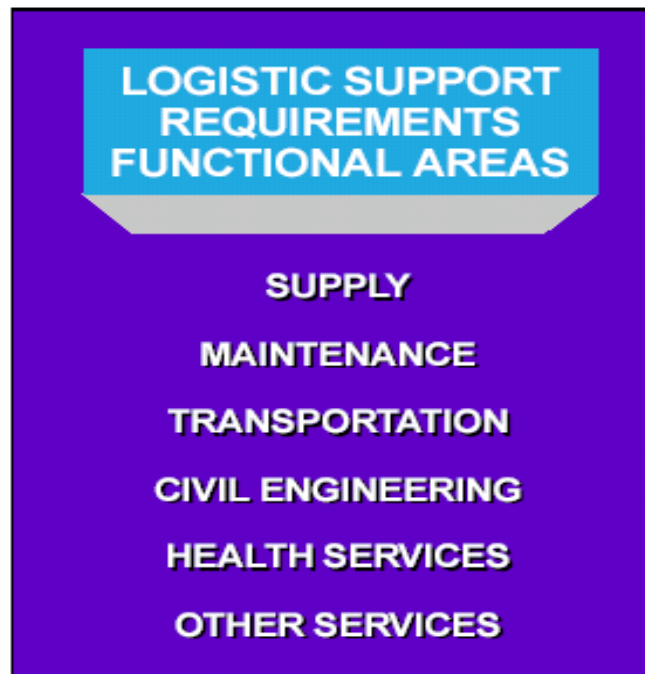 LOGISTIC SUPPORT
REQUIREMENTS
FUNCTIONAL AREAS
SUPPLY
MAINTENANCE
TRANSPORTATION
CIVIL ENGINEERING
HEALTH SERVICES
OTHER SERVICES